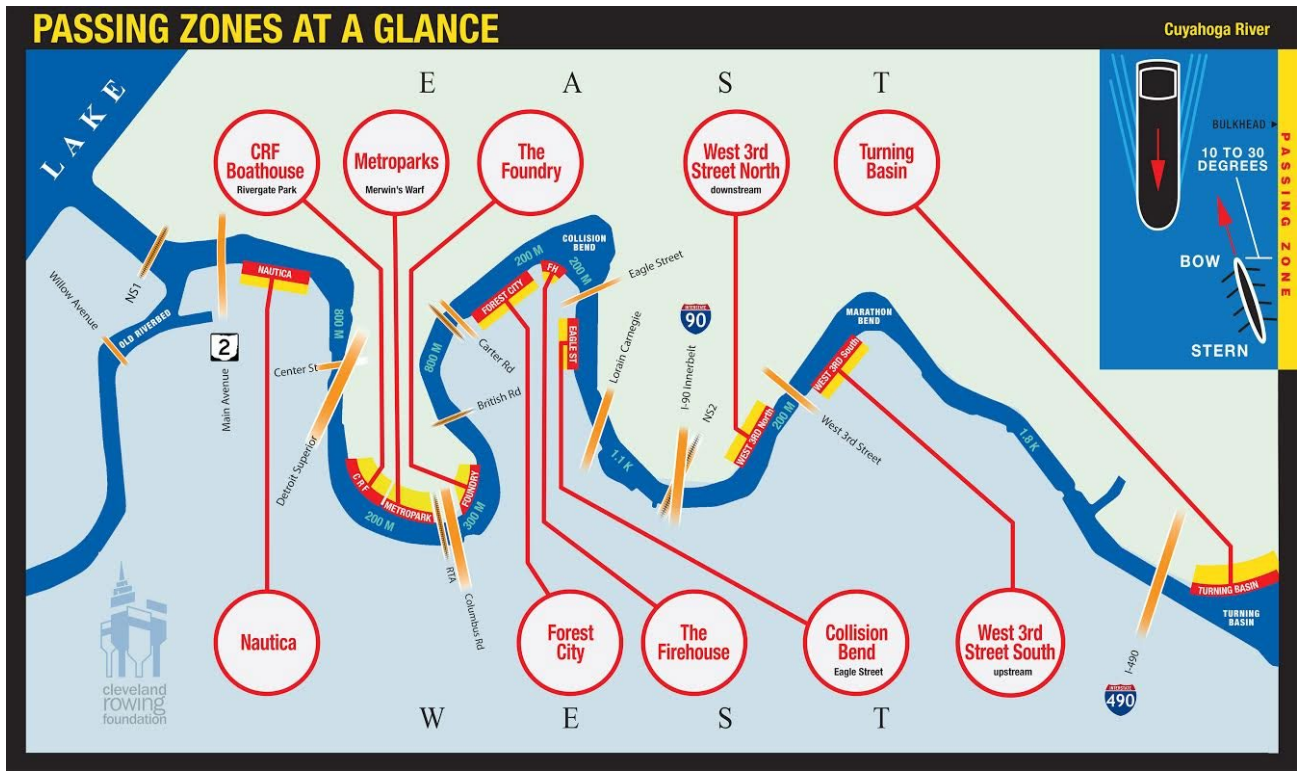 PASSING ZONES AT A GLANCE
Cuyahoga River
LAKE
E A S T
CRF
Boathouse
Rivergate Park
Metroparks
Merwin's Warf
The
Foundry
West 3rd
Street North
downstream
Turning
Basin
BULKHEAD
PASSING ZONE
10 TO 30
DEGREES
BOW
STERN
NS1
Willow Avenue
OLD RIVERBED
2
Main Avenue
NAUTICA
800 M
Center St
Detroit Superior
CRF
METROPARK
200 M
RTA
Columbus Rd
300 M
FOUNDRY
British Rd
800 M
Carter Rd
FOREST CITY
200 M
COLLISION
BEND
FH
200 M
Eagle Street
EAGLE ST
Lorain Carnegie
1.1 K
INTERSTATE
90
I-90 Innerbelt
NS2
WEST 3RD North
200 M
West 3rd Street
WEST 3RD South
MARATHON
BEND
1.8 K
I-490
INTERSTATE
490
TURNING BASIN
TURNING
BASIN
Nautica
Forest
City
The
Firehouse
Collision
Bend
Eagle Street
West 3rd
Street South
upstream
cleveland
rowing
foundation
W E S T